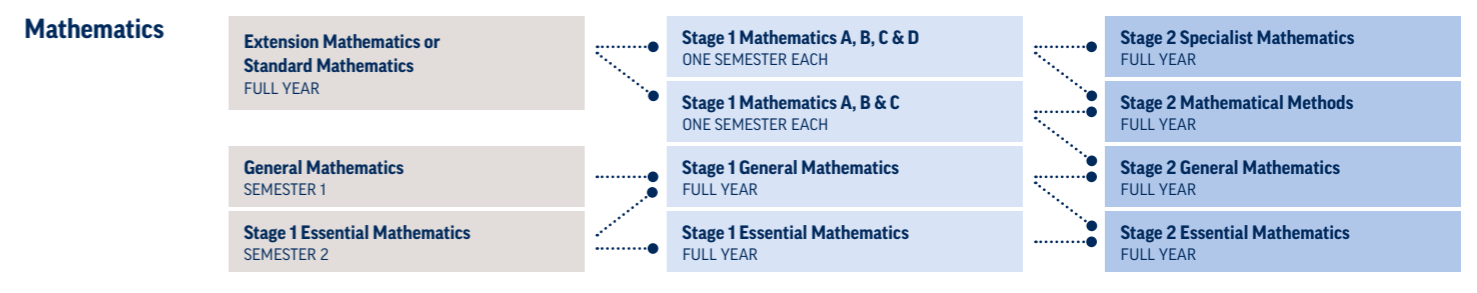 Mathematics
Extension Mathematics or
Standard Mathematics
FULL YEAR
General Mathematics
SEMESTER 1
Stage 1 Essential Mathematics
SEMESTER 2
Stage 1 Mathematics A, B, C & D
ONE SEMESTER EACH
Stage 1 Mathematics A, B & C
ONE SEMESTER EACH
Stage 1 General Mathematics
FULL YEAR
Stage 1 Essential Mathematics
FULL YEAR
Stage 2 Specialist Mathematics
FULL YEAR
Stage 2 Mathematical Methods
FULL YEAR
Stage 2 General Mathematics
FULL YEAR
Stage 2 Essential Mathematics
FULL YEAR